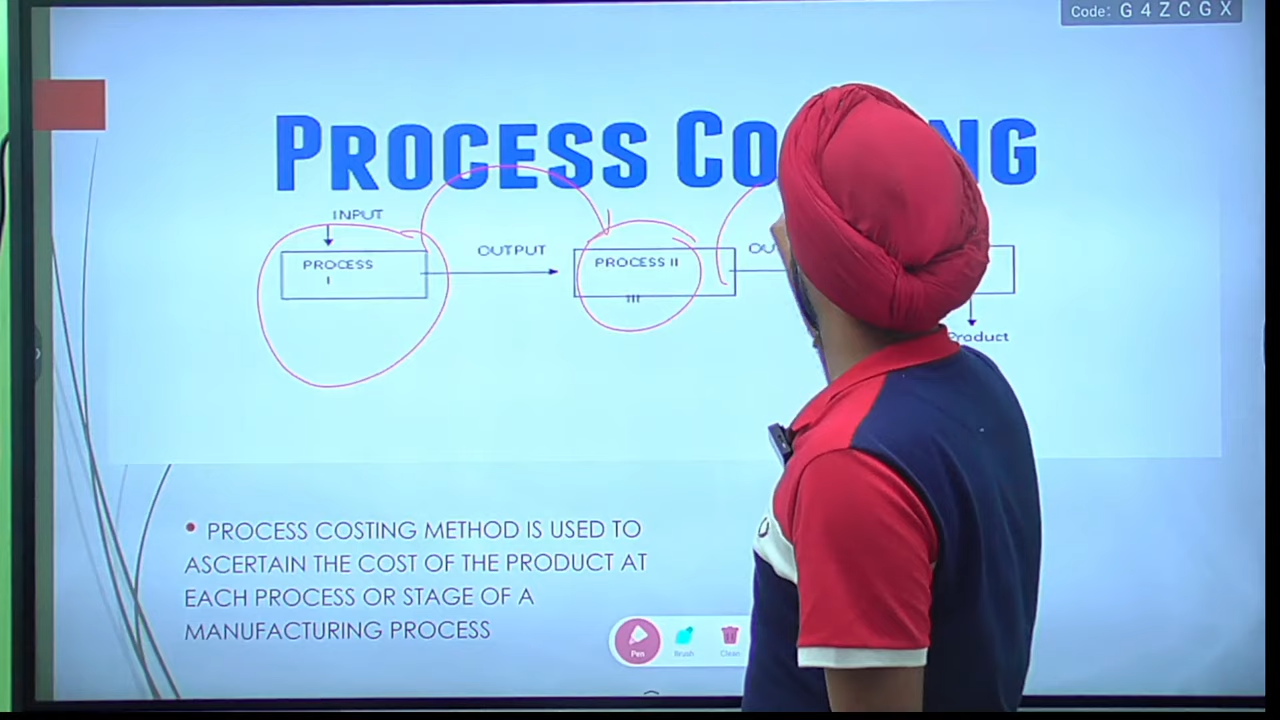 Code: G 4 Z C G X
PROCESS NG
INPUT
OUTPUT
PROCESS
I
PROCESS II
III
Product
• PROCESS COSTING METHOD IS USED TO
ASCERTAIN THE COST OF THE PRODUCT AT
EACH PROCESS OR STAGE OF A
MANUFACTURING PROCESS
Pen
Brush
Clean